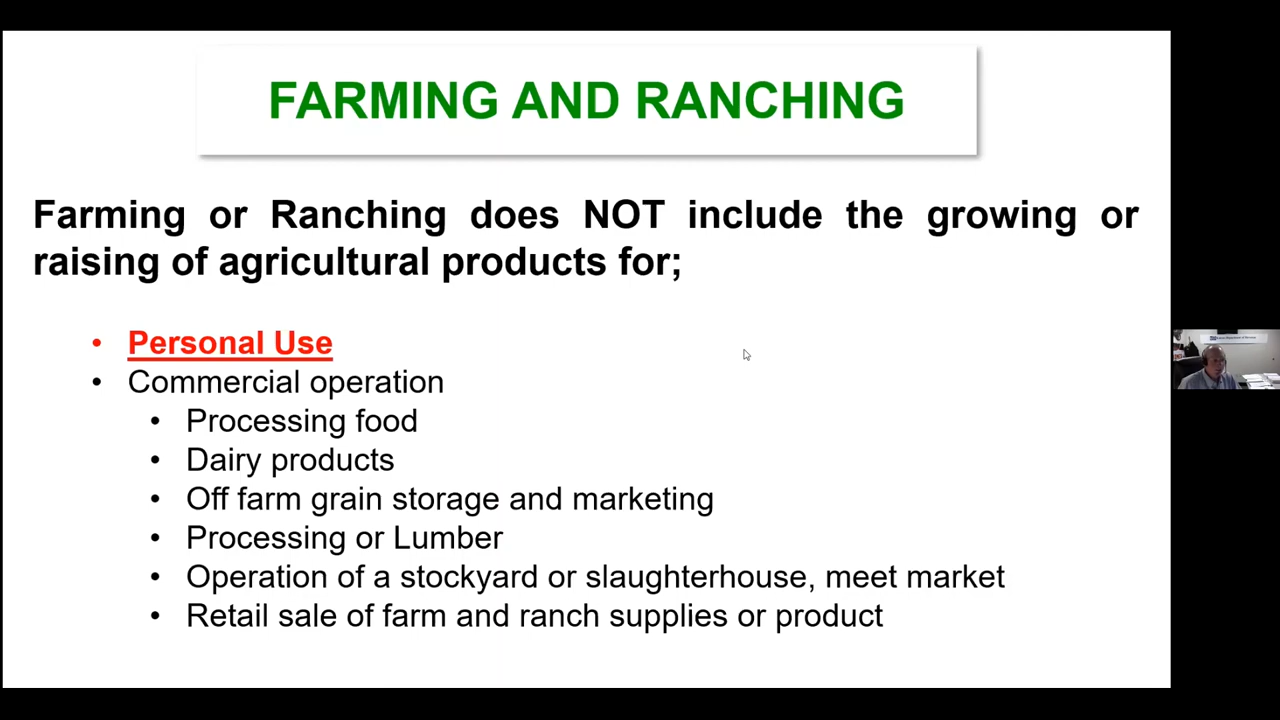 FARMING AND RANCHING
Farming or Ranching does NOT include the growing or
raising of agricultural products for;
• Personal Use
• Commercial operation
• Processing food
• Dairy products
• Off farm grain storage and marketing
• Processing or Lumber
• Operation of a stockyard or slaughterhouse, meet market
• Retail sale of farm and ranch supplies or product